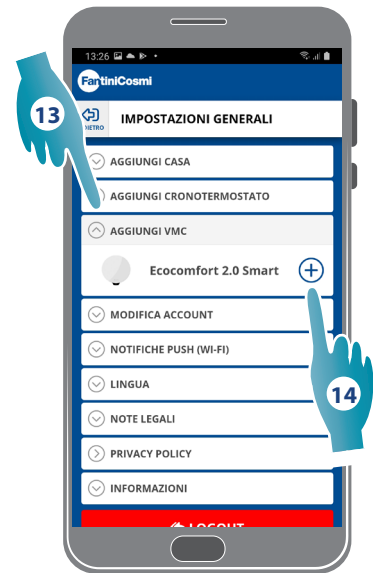 13:26
FantiniCosmi
13
IMPOSTAZIONI GENERALI
AGGIUNGI CASA
AGGIUNGI CRONOTERMOSTATO
AGGIUNGI VMC
Ecocomfort 2.0 Smart
MODIFICA ACCOUNT
NOTIFICHE PUSH (WI-FI)
LINGUA
14
NOTE LEGALI
PRIVACY POLICY
INFORMAZIONI
LOGOUT